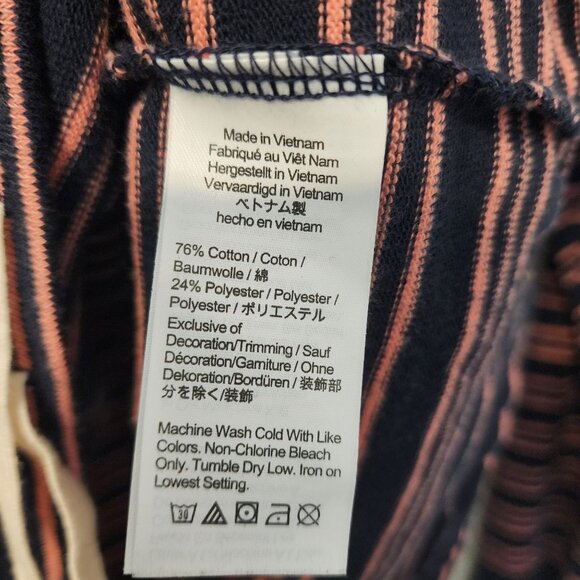 Made in Vietnam
Fabriqué au Viêt Nam
Hergestellt in Vietnam
Vervaardigd in Vietnam
ベトナム製
hecho en vietnam
76% Cotton / Coton /
Baumwolle / 綿
24% Polyester / Polyester /
Polyester / ポリエステル
Exclusive of
Decoration/Trimming / Sauf
Décoration/Garniture / Ohne
Dekoration/Bordüren / 装飾部
分を除く/装飾
Machine Wash Cold With Like
Colors. Non-Chlorine Bleach
Only. Tumble Dry Low. Iron on
Lowest Setting.
30